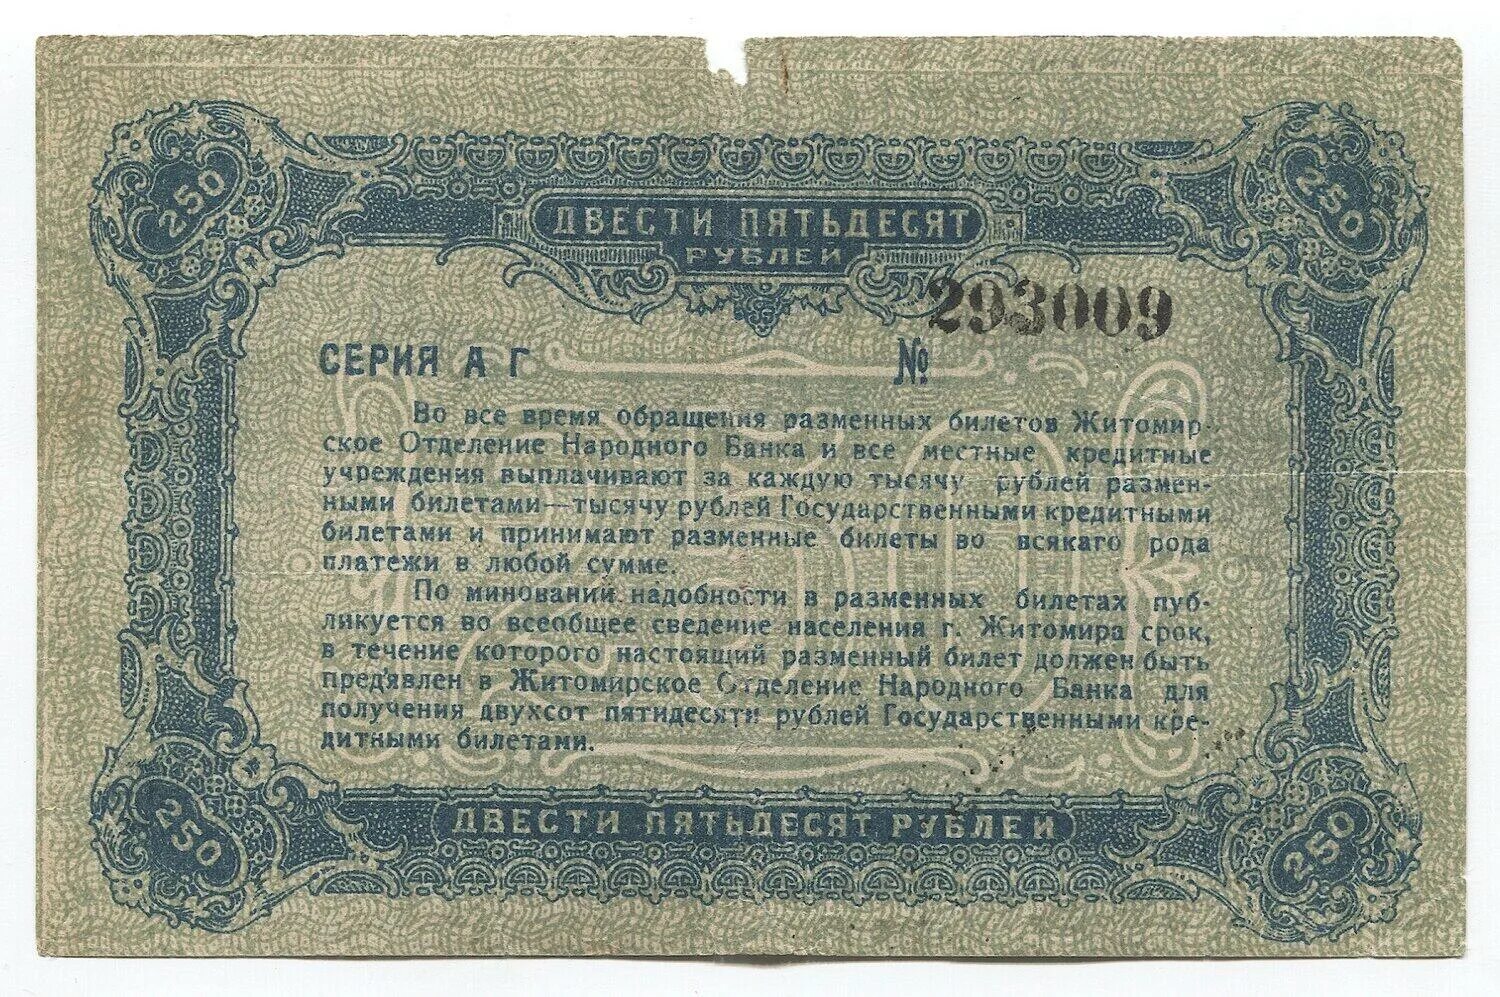 250
ДВЕСТИ ПЯТЬДЕСЯТ
РУБЛЕЙ
250
293009
СЕРИЯ А Г №
Во все время обращения разменных билетов Житомир-
ское Отделение Народного Банка и все местные кредитные
учреждения выплачивают за каждую тысячу рублей размен-
ными билетами—тысячу рублей Государственными кредитными
билетами и принимают разменные билеты во всякаго рода
платежи в любой сумме.
По миновании надобности в разменных билетах пуб-
ликуется во всеобщее сведение населения г. Житомира срок,
в течение которого настоящий разменный билет должен быть
пред'явлен в Житомирское Отделение Народного Банка для
получения двухсот пятидесяти рублей Государственными кре-
дитными билетами.
250
250
ДВЕСТИ ПЯТЬДЕСЯТ РУБЛЕЙ
250